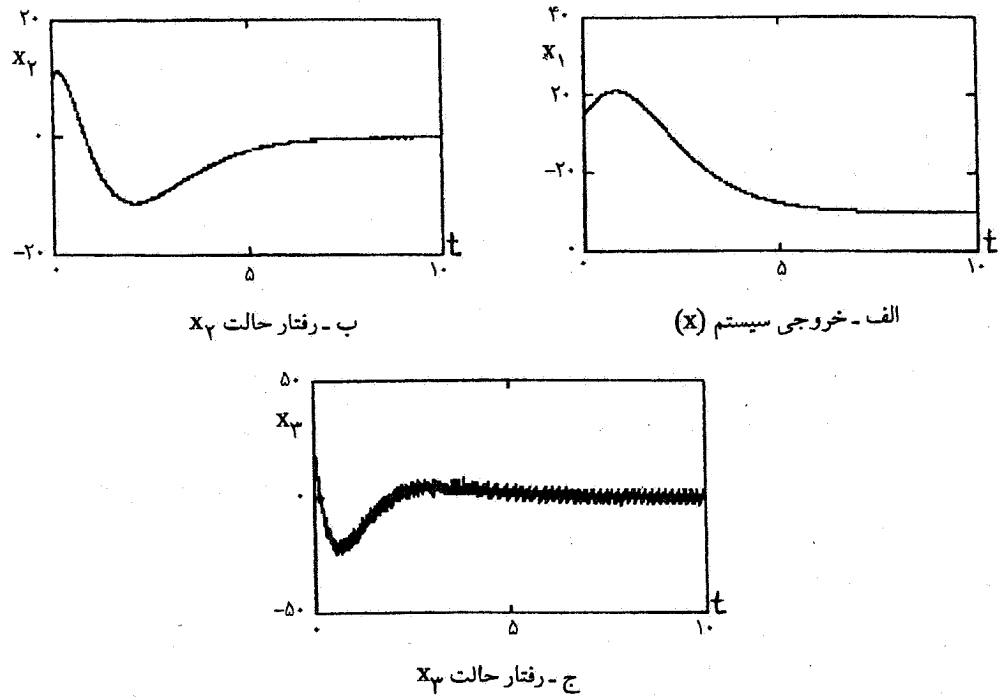 ۴۰
x۱
۲۰
-۲۰
۰
۰
۵
۱۰
t
الف ـ خروجی سیستم (x)
۲۰
x۲
۰
-۲۰
۰
۵
۱۰
t
ب ـ رفتار حالت x۲
۵۰
x۳
۰
-۵۰
۰
۵
۱۰
t
ج ـ رفتار حالت x۳